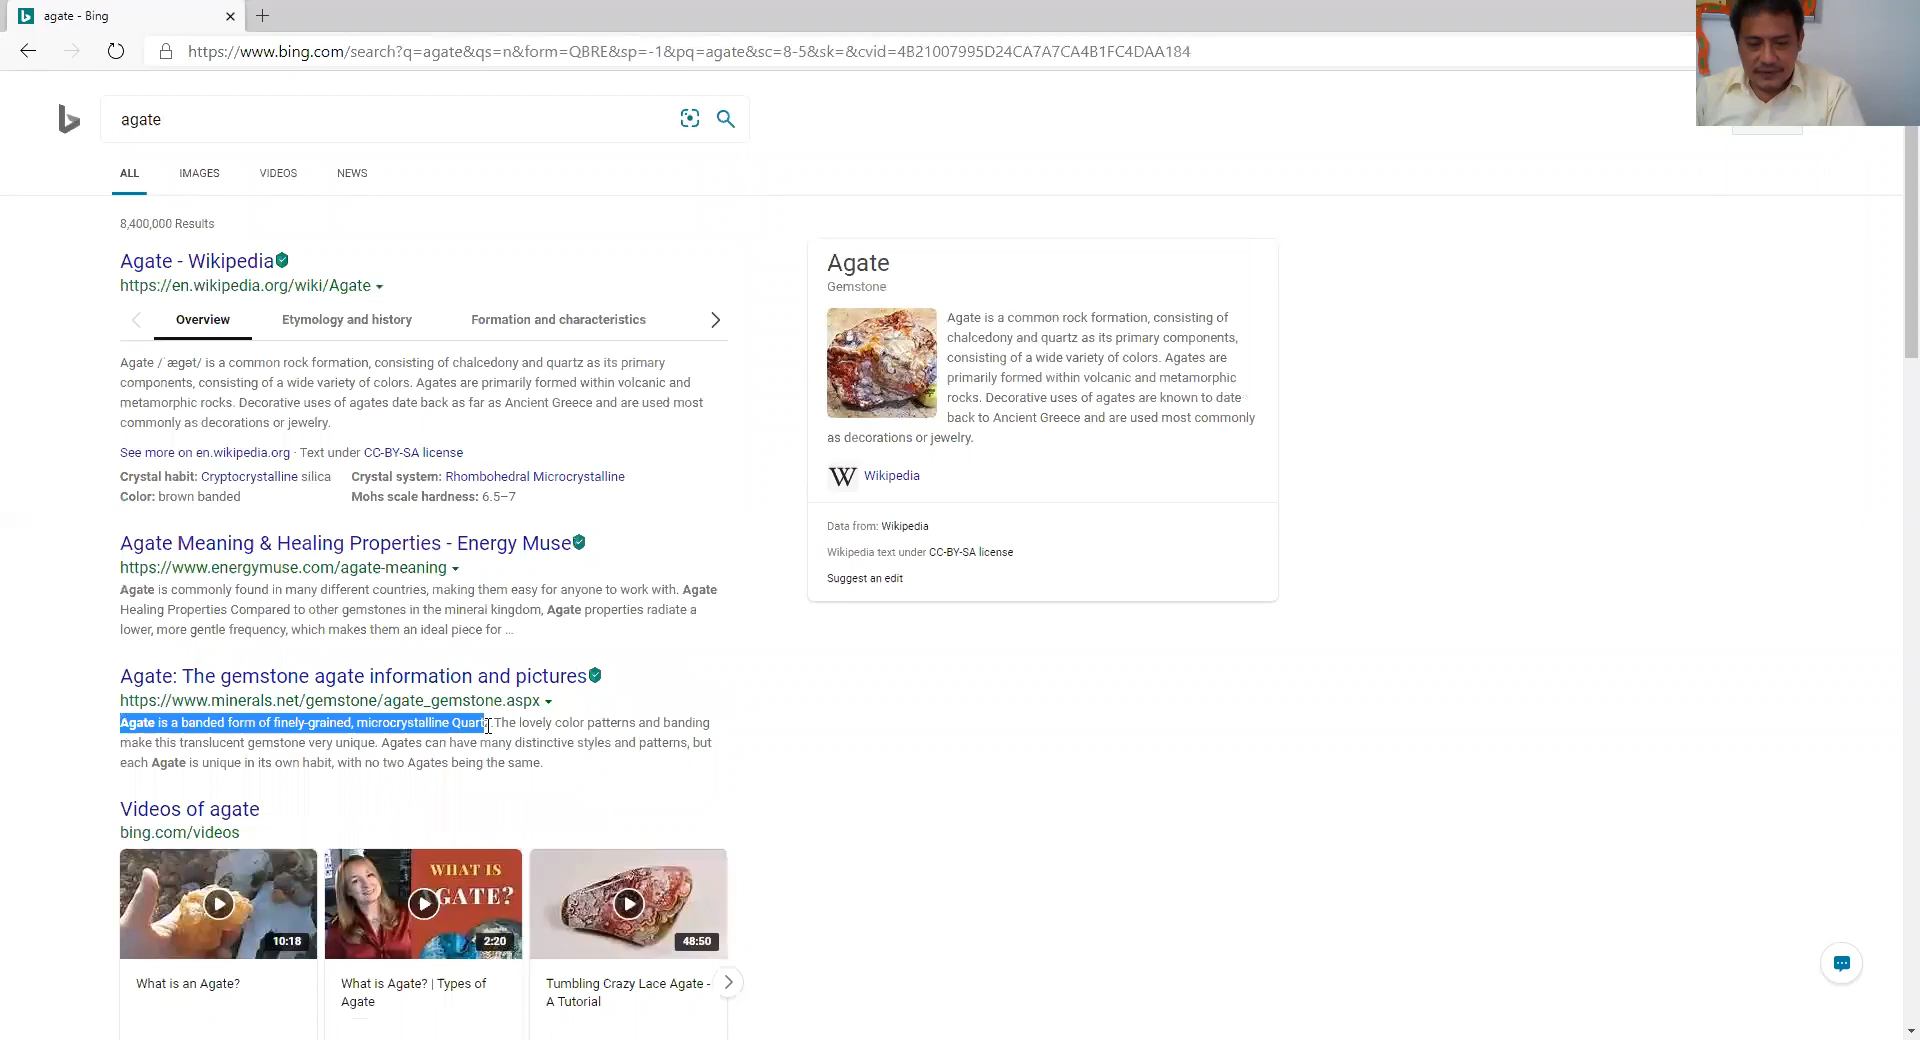 agate - Bing
https://www.bing.com/search?q=agate&qs=n&form=QBRE&sp=-1&pq=agate&sc=8-5&sk=&cvid=4B21007995D24CA7A7CA4B1FC4DAA184
agate
ALL IMAGES VIDEOS NEWS
8,400,000 Results
Agate - Wikipedia
https://en.wikipedia.org/wiki/Agate
Overview Etymology and history Formation and characteristics
Agate /ˈæɡət/ is a common rock formation, consisting of chalcedony and quartz as its primary
components, consisting of a wide variety of colors. Agates are primarily formed within volcanic and
metamorphic rocks. Decorative uses of agates date back as far as Ancient Greece and are used most
commonly as decorations or jewelry.
See more on en.wikipedia.org · Text under CC-BY-SA license
Crystal habit: Cryptocrystalline silica Crystal system: Rhombohedral Microcrystalline
Color: brown banded Mohs scale hardness: 6.5–7
Agate Meaning & Healing Properties - Energy Muse
https://www.energymuse.com/agate-meaning
Agate is commonly found in many different countries, making them easy for anyone to work with. Agate
Healing Properties Compared to other gemstones in the mineral kingdom, Agate properties radiate a
lower, more gentle frequency, which makes them an ideal piece for ...
Agate: The gemstone agate information and pictures
https://www.minerals.net/gemstone/agate_gemstone.aspx
Agate is a banded form of finely-grained, microcrystalline Quartz. The lovely color patterns and banding
make this translucent gemstone very unique. Agates can have many distinctive styles and patterns, but
each Agate is unique in its own habit, with no two Agates being the same.
Videos of agate
bing.com/videos
WHAT IS
GATE?
10:18 2:20 48:50
What is an Agate?
What is Agate? | Types of
Agate
Tumbling Crazy Lace Agate -
A Tutorial
Agate
Gemstone
Agate is a common rock formation, consisting of
chalcedony and quartz as its primary components,
consisting of a wide variety of colors. Agates are
primarily formed within volcanic and metamorphic
rocks. Decorative uses of agates are known to date
back to Ancient Greece and are used most commonly
as decorations or jewelry.
W Wikipedia
Data from: Wikipedia
Wikipedia text under CC-BY-SA license
Suggest an edit